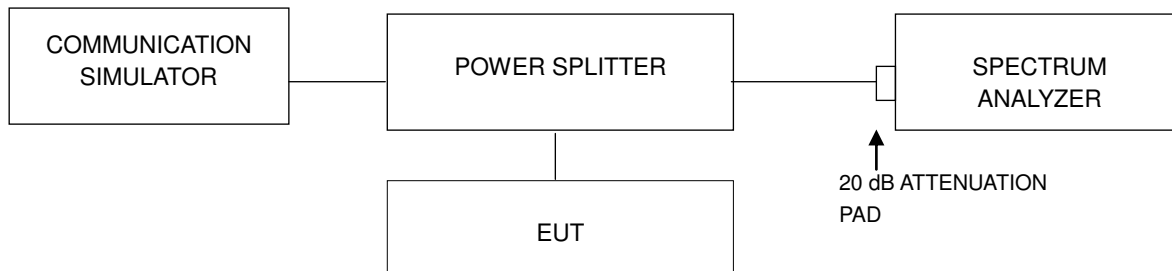 COMMUNICATION
SIMULATOR
POWER SPLITTER
SPECTRUM
ANALYZER
20 dB ATTENUATION
PAD
EUT